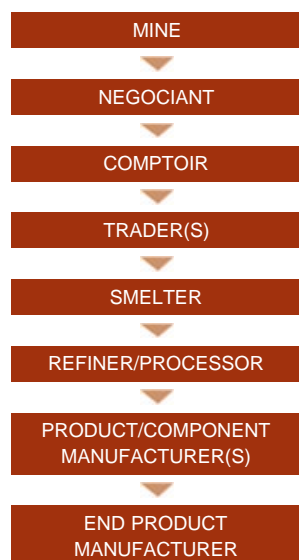 MINE
NEGOCIANT
COMPTOIR
TRADER(S)
SMELTER
REFINER/PROCESSOR
PRODUCT/COMPONENT
MANUFACTURER(S)
END PRODUCT
MANUFACTURER